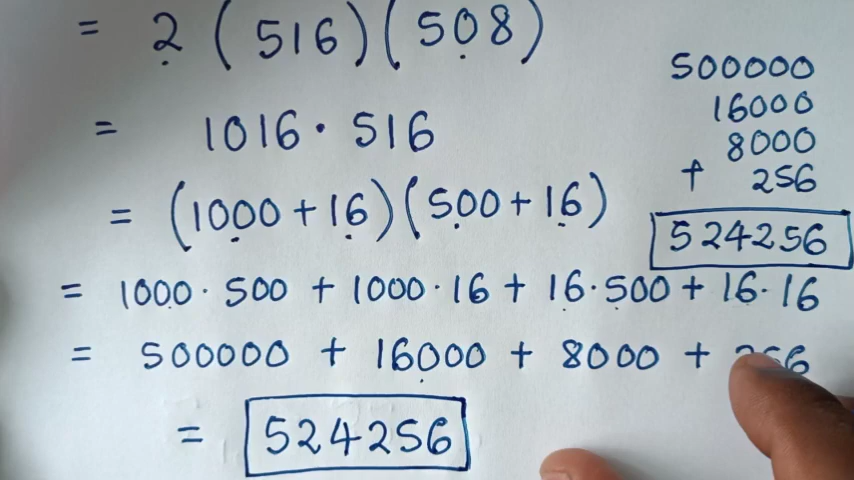 = 2 (516)(508)
= 1016 · 516
= (1000 + 16)(500 + 16)
= 1000 · 500 + 1000 · 16 + 16 · 500 + 16 · 16
= 500000 + 16000 + 8000 + 256
= 524256
500000
16000
8000
+ 256
524256